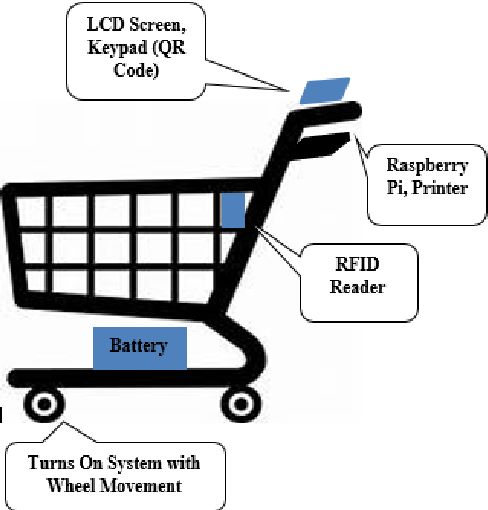 LCD Screen,
Keypad (QR
Code)
Raspberry
Pi, Printer
RFID
Reader
Battery
Turns On System with
Wheel Movement